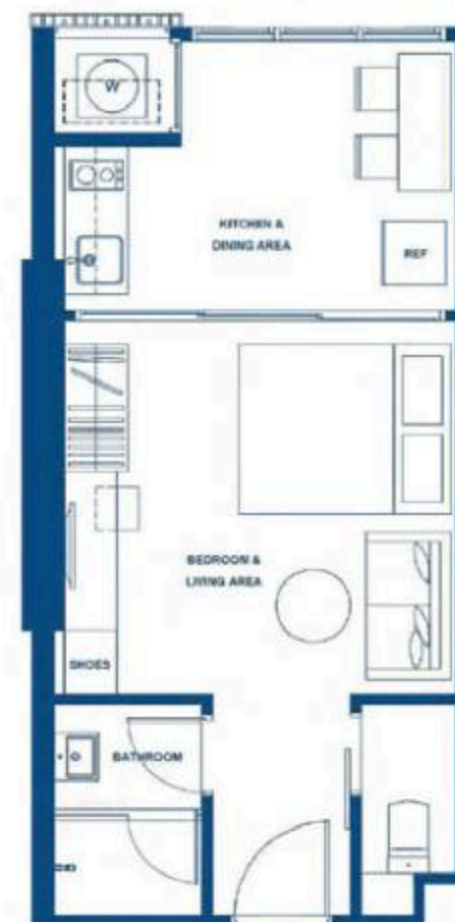 W
KITCHEN &
DINING AREA
REF
BEDROOM &
LIVING AREA
SHOES
BATHROOM